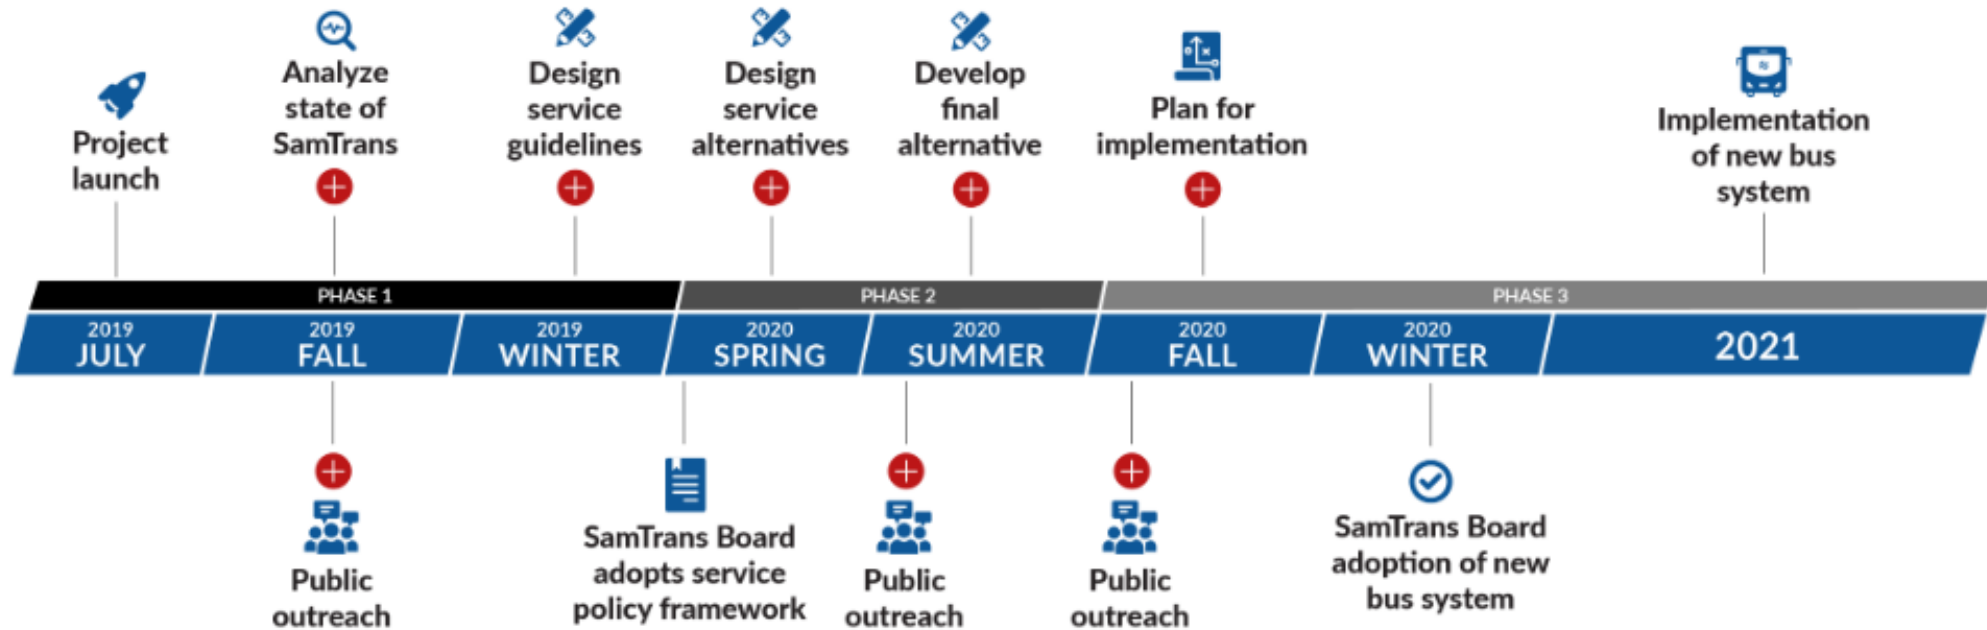 Project
launch
Analyze
state of
SamTrans
Design
service
guidelines
Design
service
alternatives
Develop
final
alternative
Plan for
implementation
Implementation
of new bus
system
PHASE 1
PHASE 2
PHASE 3
2019
JULY
2019
FALL
2019
WINTER
2020
SPRING
2020
SUMMER
2020
FALL
2020
WINTER
2021
Public
outreach
SamTrans Board
adopts service
policy framework
Public
outreach
Public
outreach
SamTrans Board
adoption of new
bus system